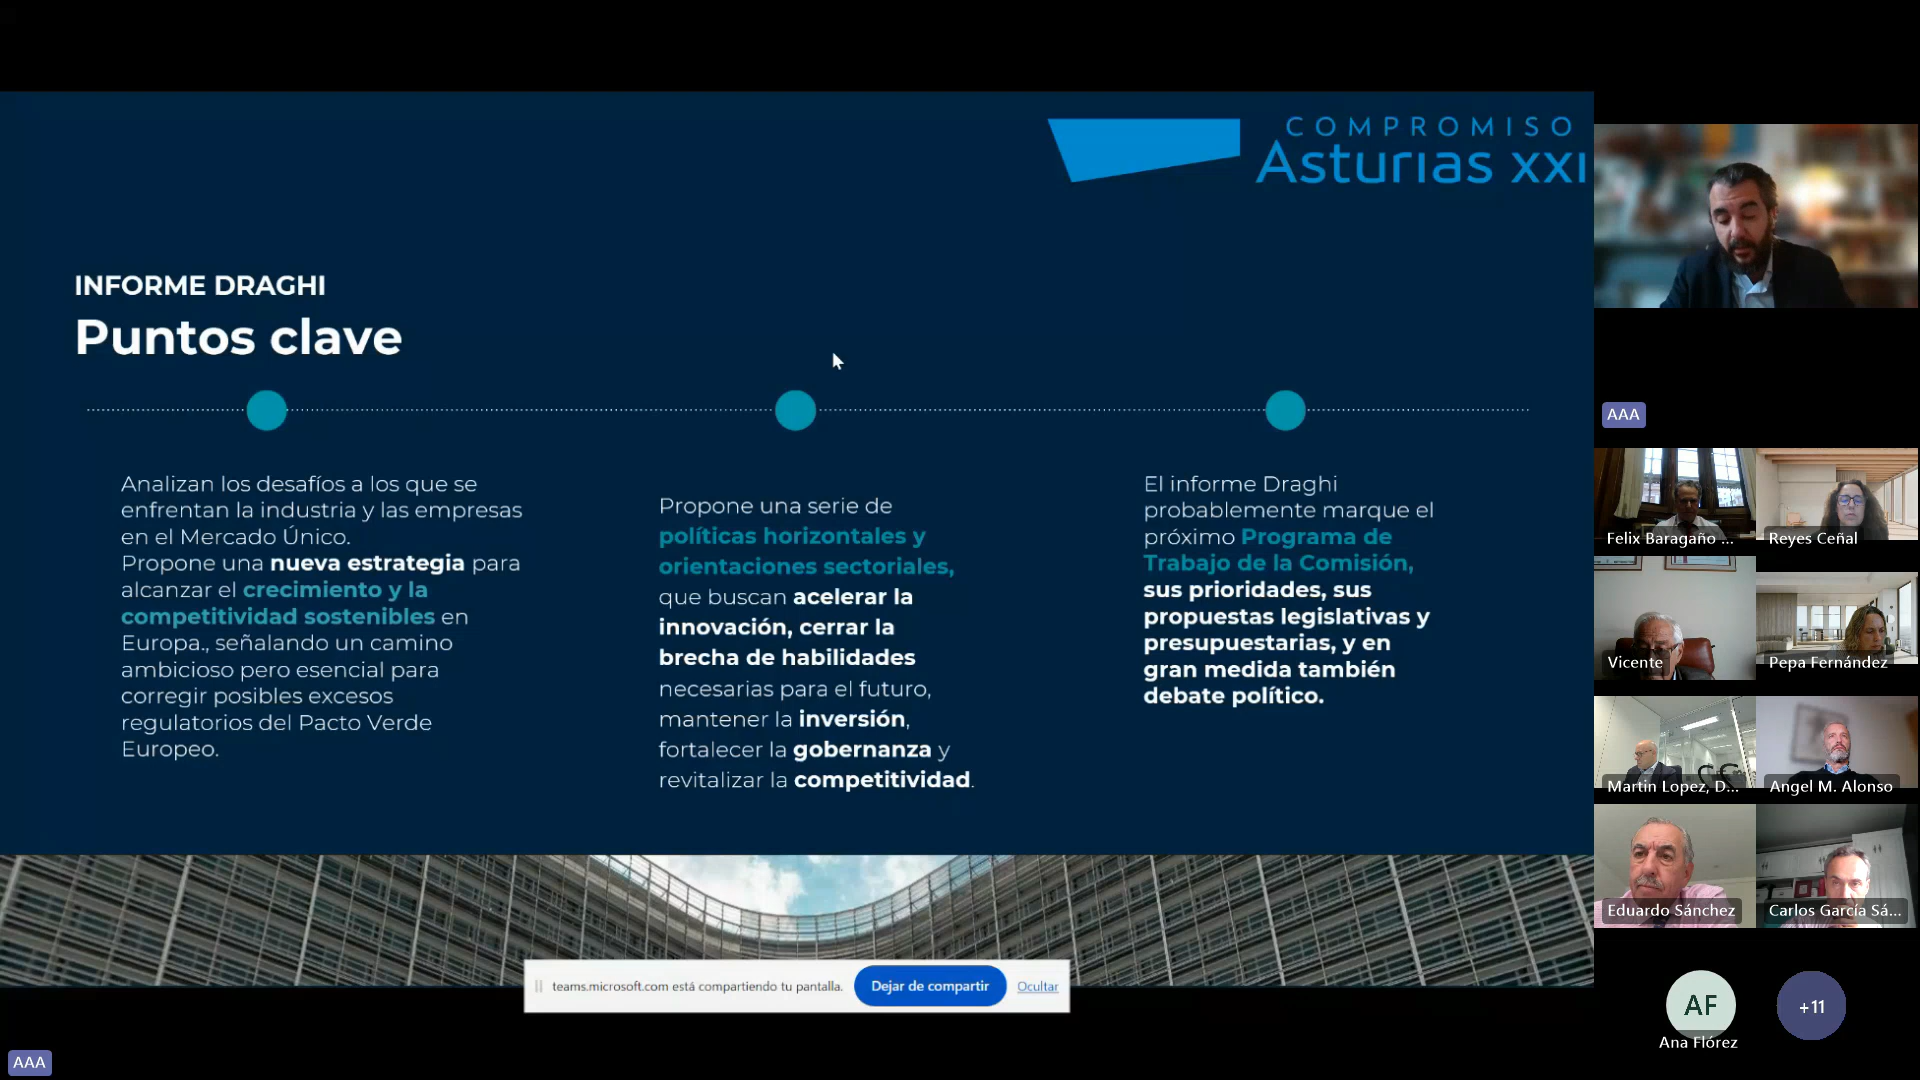 COMPROMISO
Asturias XXI
INFORME DRAGHI
Puntos clave
Analizan los desafíos a los que se
enfrentan la industria y las empresas
en el Mercado Único.
Propone una nueva estrategia para
alcanzar el crecimiento y la
competitividad sostenibles en
Europa., señalando un camino
ambicioso pero esencial para
corregir posibles excesos
regulatorios del Pacto Verde
Europeo.
Propone una serie de
políticas horizontales y
orientaciones sectoriales,
que buscan acelerar la
innovación, cerrar la
brecha de habilidades
necesarias para el futuro,
mantener la inversión,
fortalecer la gobernanza y
revitalizar la competitividad.
El informe Draghi
probablemente marque el
próximo Programa de
Trabajo de la Comisión,
sus prioridades, sus
propuestas legislativas y
presupuestarias, y en
gran medida también
debate político.
teams.microsoft.com está compartiendo tu pantalla.
Dejar de compartir
Ocultar
AAA
AAA
Felix Baragaño ...
Reyes Ceñal
Vicente
Pepa Fernández
Martin Lopez, D...
Angel M. Alonso
Eduardo Sánchez
Carlos García Sá...
AF
+11
Ana Flórez